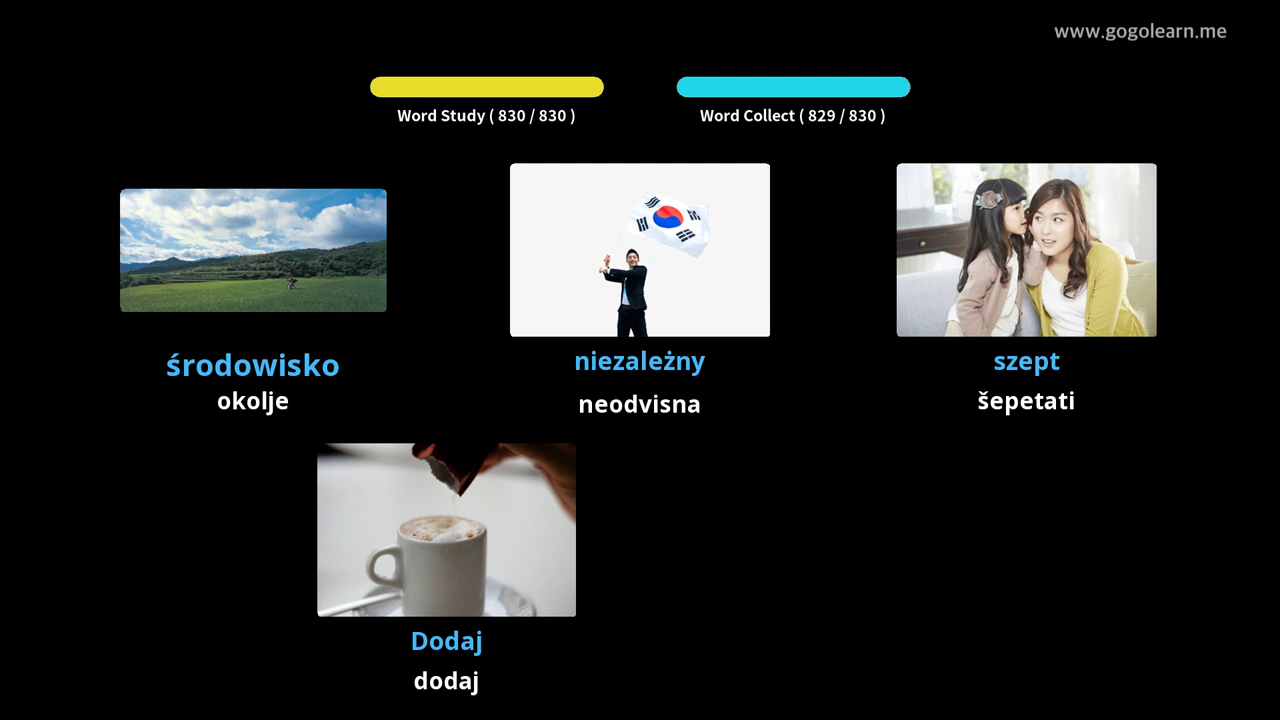 www.gogolearn.me
Word Study ( 830 / 830 )
Word Collect ( 829 / 830 )
środowisko
okolje
niezależny
neodvisna
szept
šepetati
Dodaj
dodaj